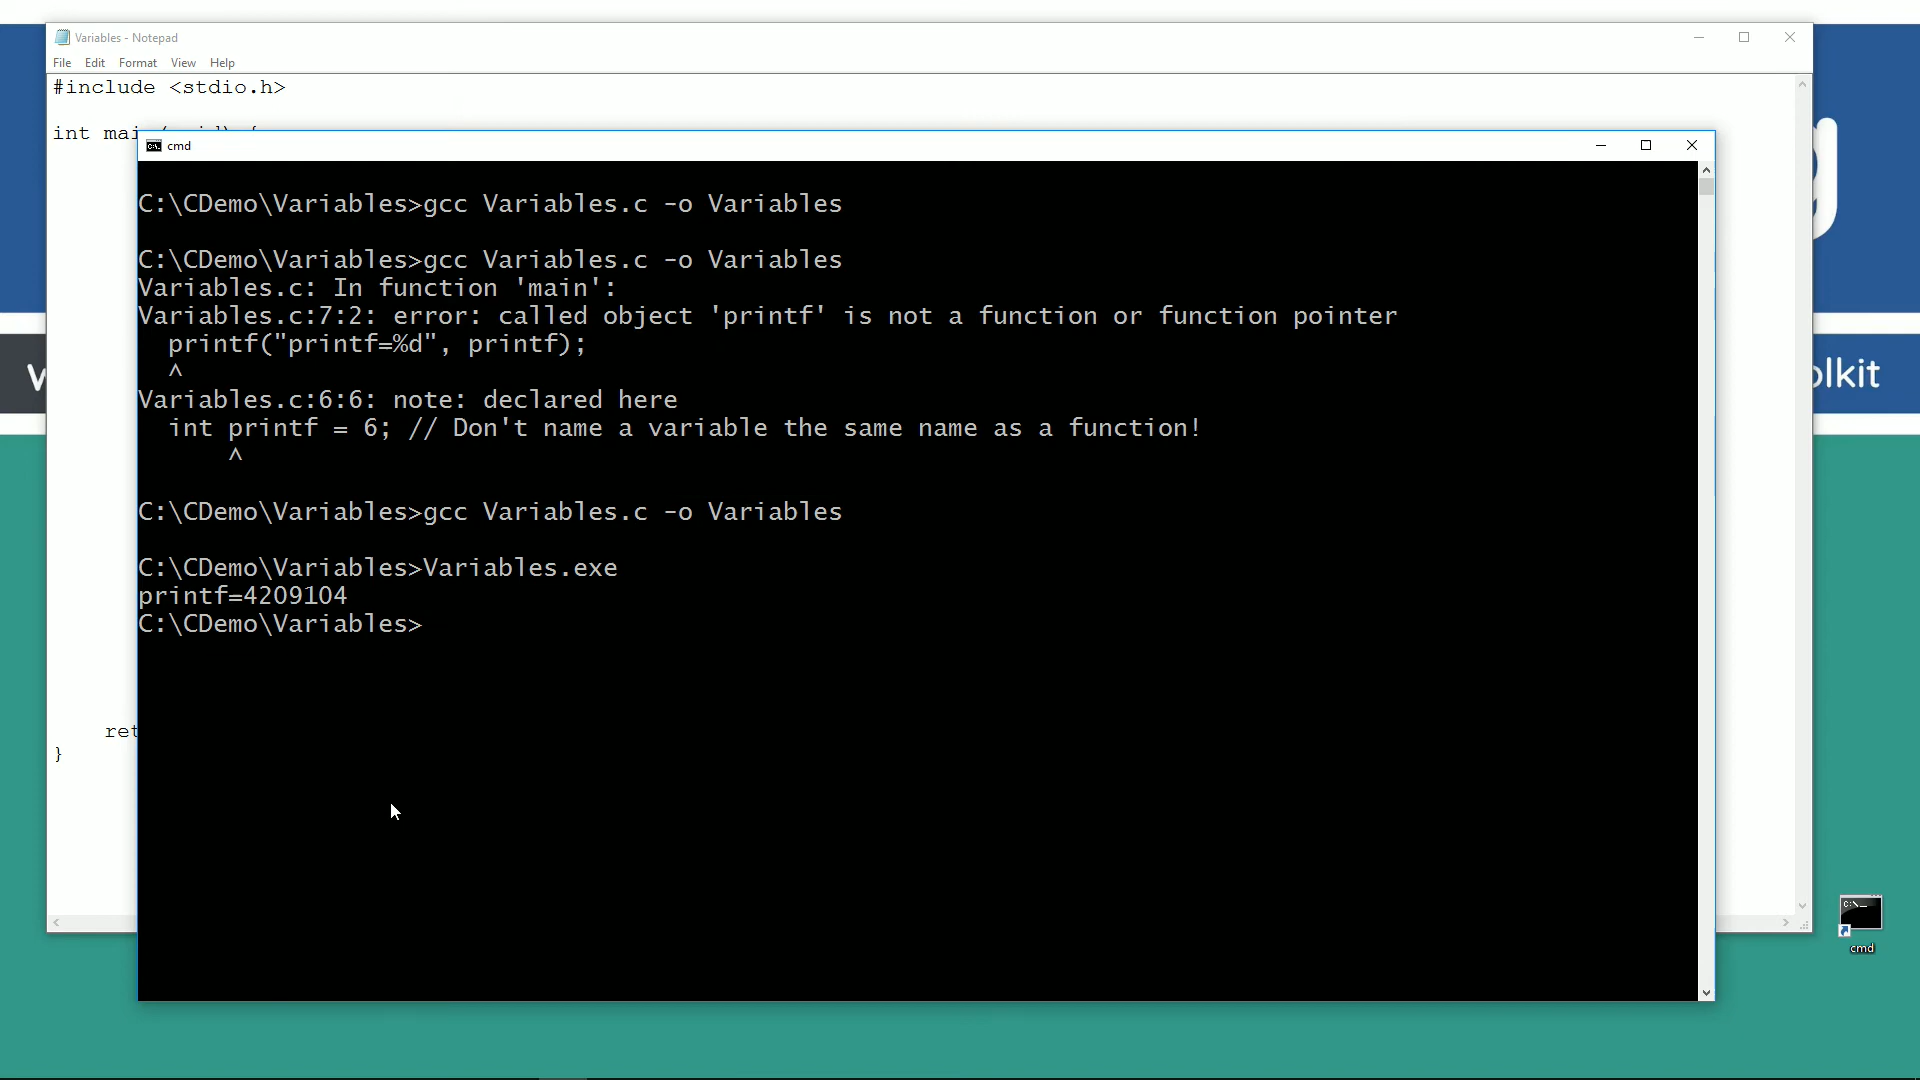 Variables - Notepad
File Edit Format View Help
#include <stdio.h>
int mai
cmd
C:\CDemo\Variables>gcc Variables.c -o Variables
C:\CDemo\Variables>gcc Variables.c -o Variables
Variables.c: In function 'main':
Variables.c:7:2: error: called object 'printf' is not a function or function pointer
printf("printf=%d", printf);
^
Variables.c:6:6: note: declared here
int printf = 6; // Don't name a variable the same name as a function!
^
C:\CDemo\Variables>gcc Variables.c -o Variables
C:\CDemo\Variables>Variables.exe
printf=4209104
C:\CDemo\Variables>
ret
}
g
olkit
cmd